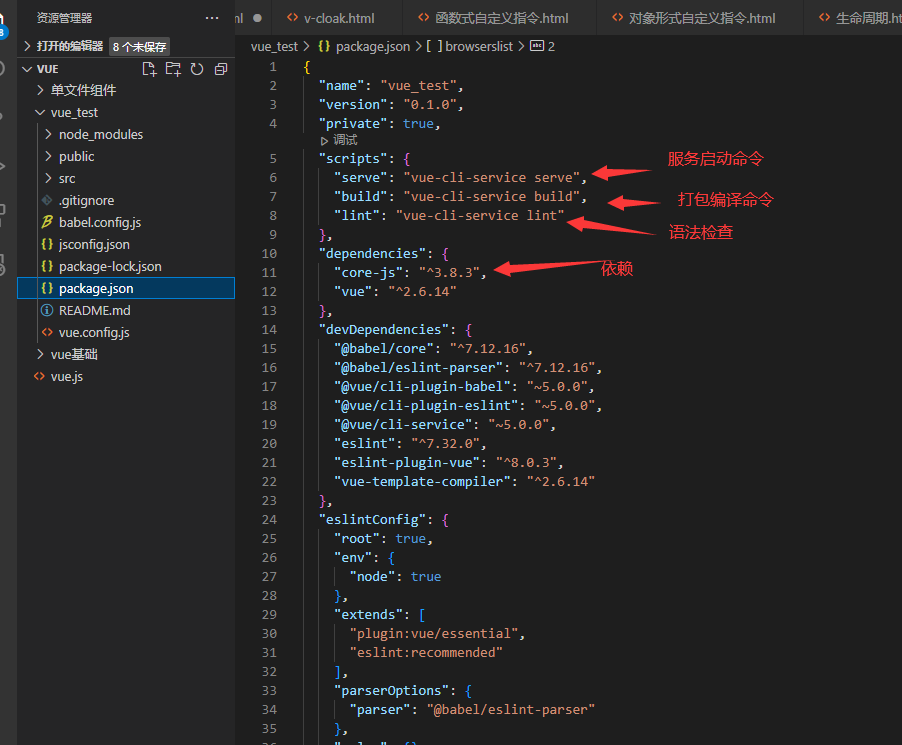 资源管理器
···
nl
v-cloak.html
函数式自定义指令.html
对象形式自定义指令.html
生命周期.ht
打开的编辑器 8 个未保存
vue_test > {} package.json > [ ] browserslist > abc 2
VUE
单文件组件
vue_test
node_modules
public
src
.gitignore
babel.config.js
jsconfig.json
package-lock.json
package.json
README.md
vue.config.js
vue基础
vue.js
1 {
2 "name": "vue_test",
3 "version": "0.1.0",
4 "private": true,
调试
5 "scripts": {
服务启动命令
6 "serve": "vue-cli-service serve",
7 "build": "vue-cli-service build",
打包编译命令
8 "lint": "vue-cli-service lint"
语法检查
9 },
10 "dependencies": {
11 "core-js": "^3.8.3",
依赖
12 "vue": "^2.6.14"
13 },
14 "devDependencies": {
15 "@babel/core": "^7.12.16",
16 "@babel/eslint-parser": "^7.12.16",
17 "@vue/cli-plugin-babel": "~5.0.0",
18 "@vue/cli-plugin-eslint": "~5.0.0",
19 "@vue/cli-service": "~5.0.0",
20 "eslint": "^7.32.0",
21 "eslint-plugin-vue": "^8.0.3",
22 "vue-template-compiler": "^2.6.14"
23 },
24 "eslintConfig": {
25 "root": true,
26 "env": {
27 "node": true
28 },
29 "extends": [
30 "plugin:vue/essential",
31 "eslint:recommended"
32 ],
33 "parserOptions": {
34 "parser": "@babel/eslint-parser"
35 },